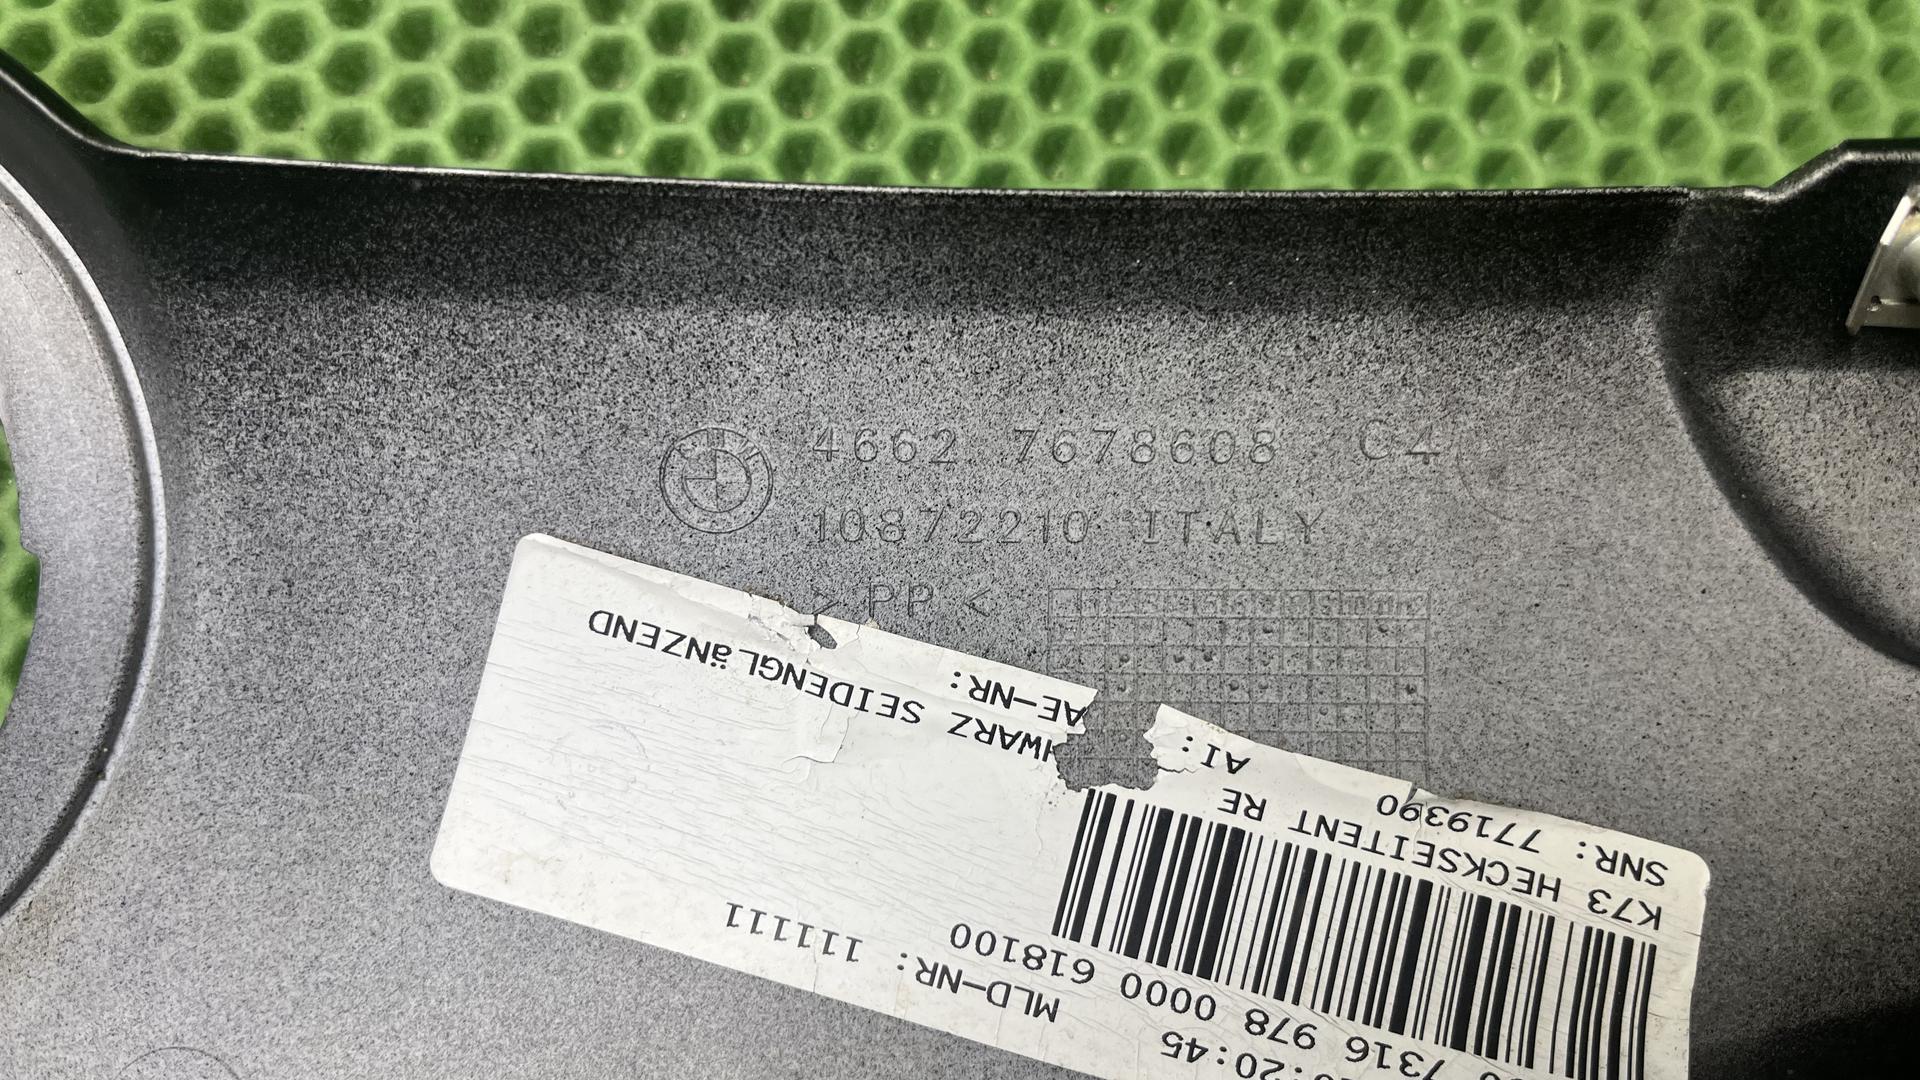 4662 7678608 C4
10872210 ITALY
> PP <
SNR: 7719390
K73 HECKSEITENT RE
AI:
AE-NR:
HWARZ SEIDENGLäNZEND
7316 978 0000 618100
20:45
MLD-NR: 111111